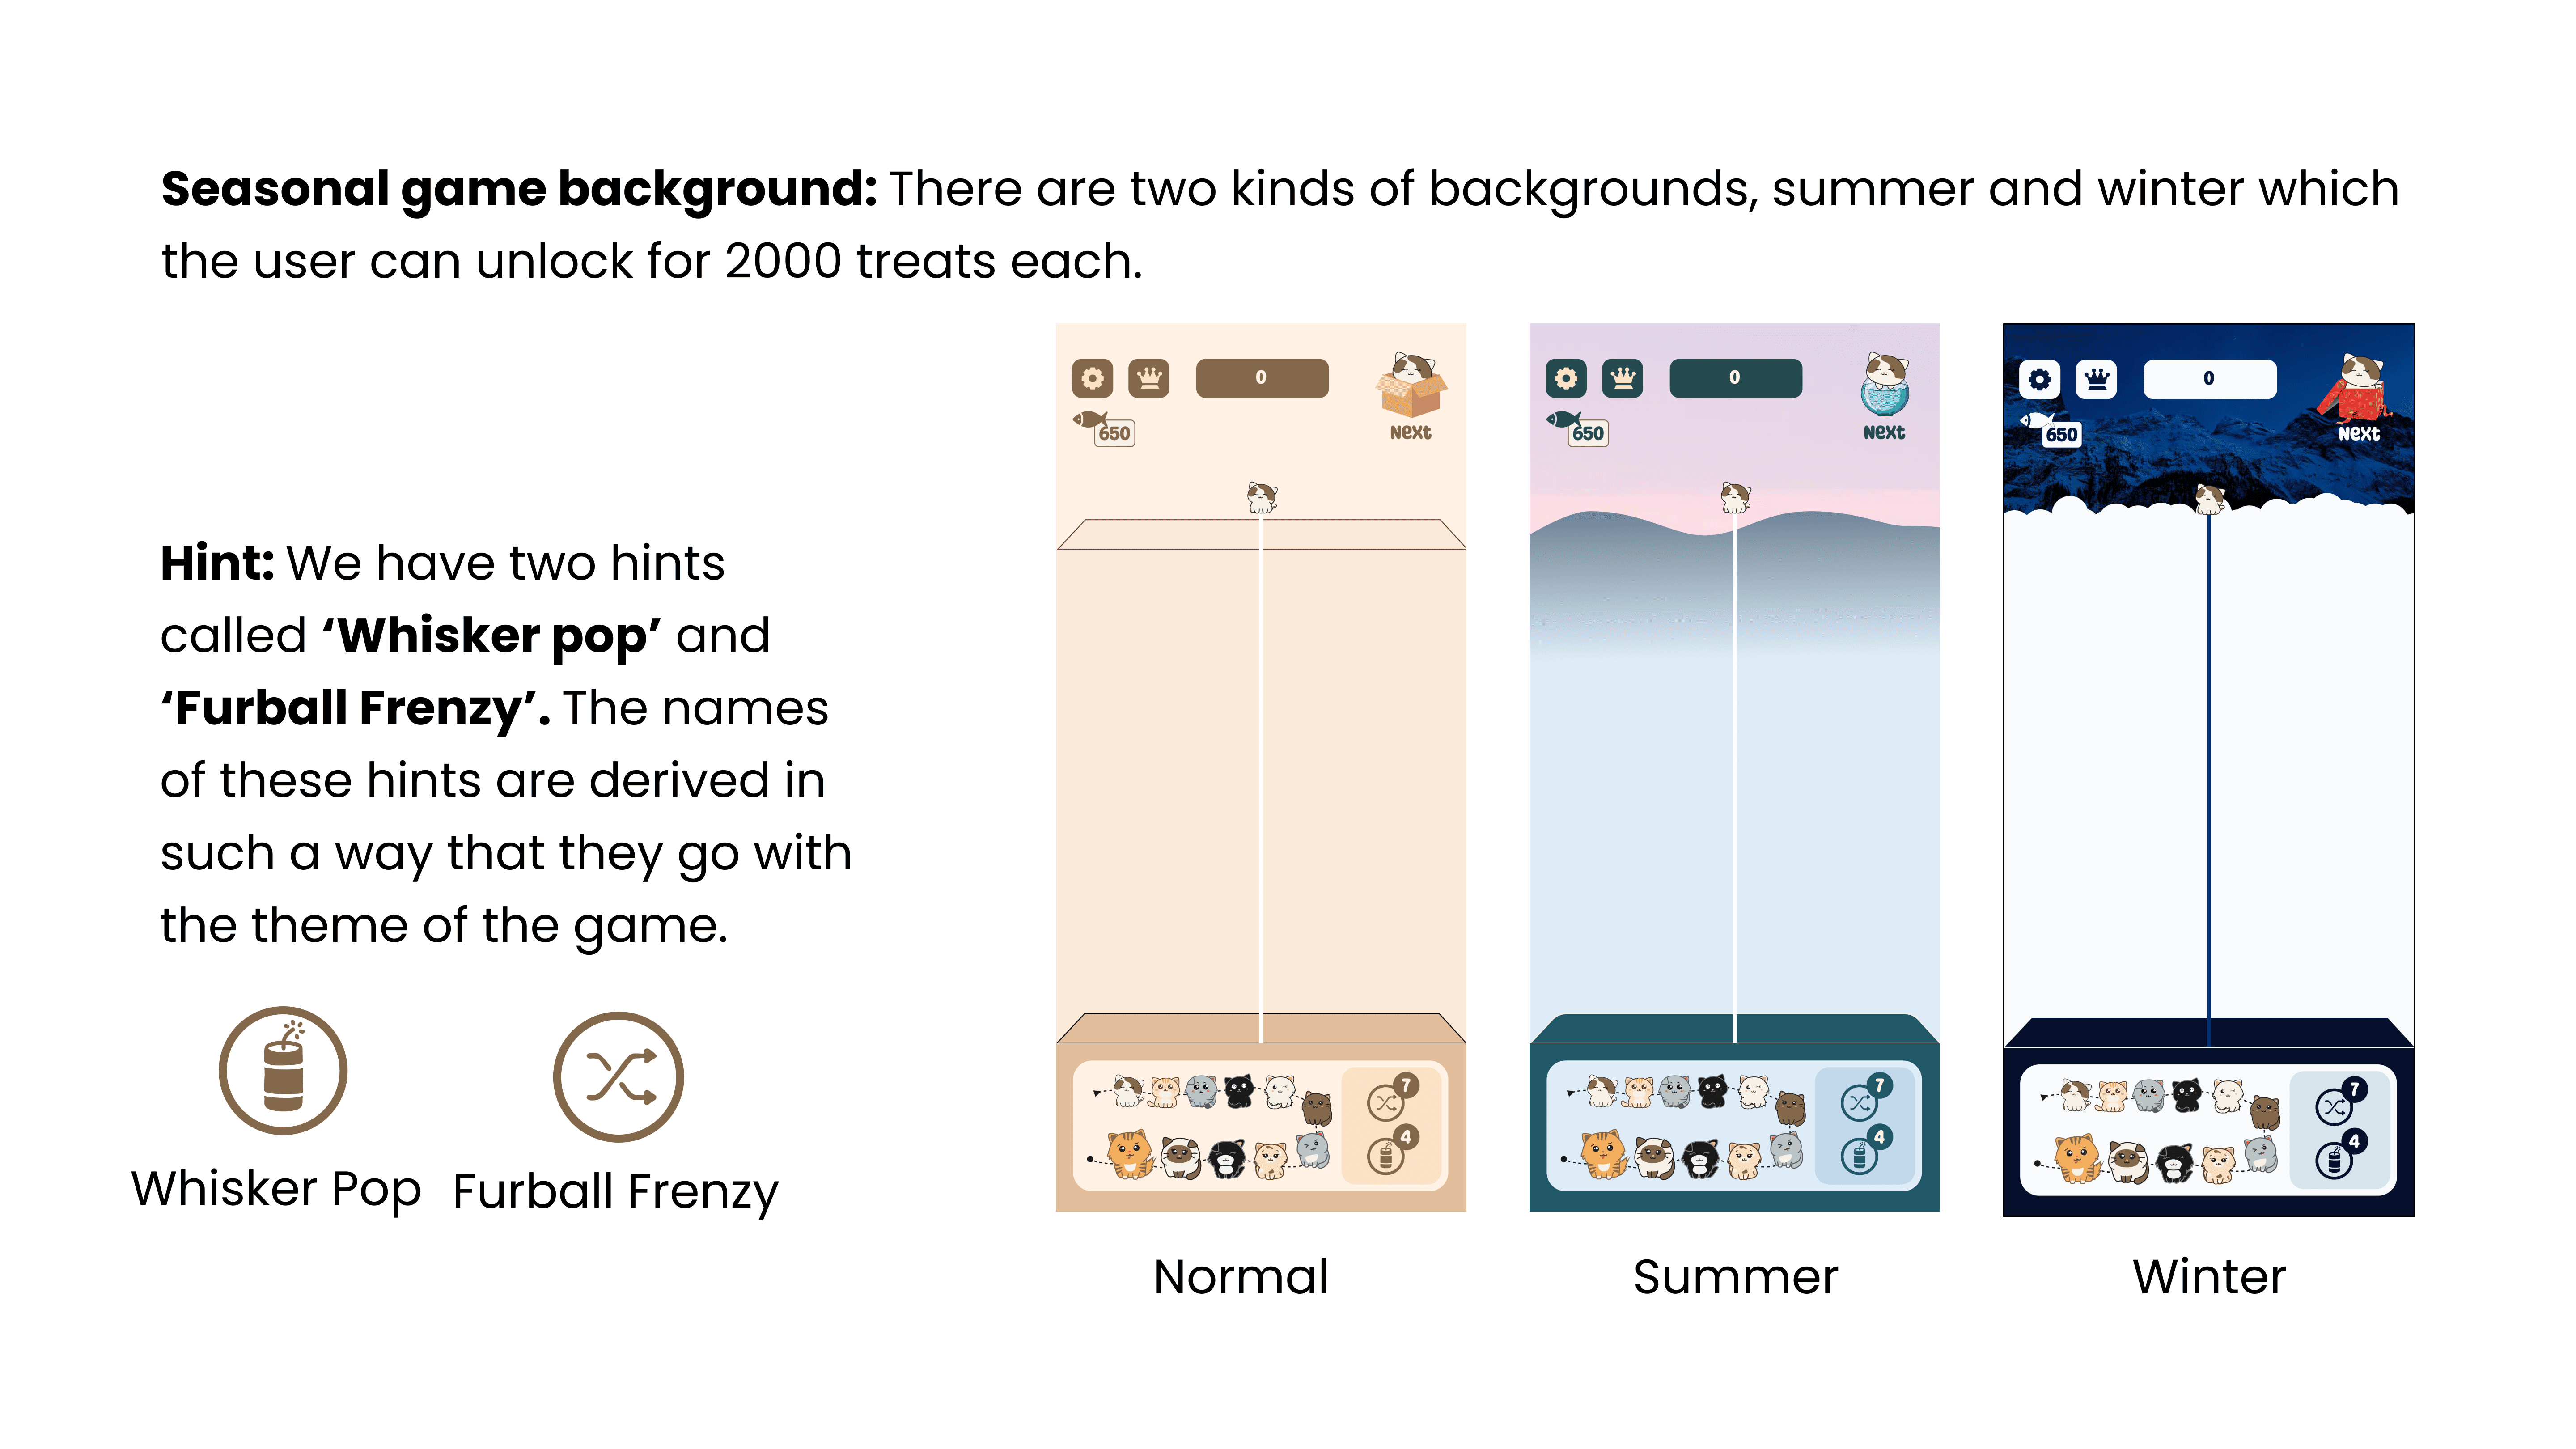 Seasonal game background: There are two kinds of backgrounds, summer and winter which
the user can unlock for 2000 treats each.
Hint: We have two hints
called ‘Whisker pop’ and
‘Furball Frenzy’. The names
of these hints are derived in
such a way that they go with
the theme of the game.
Whisker Pop
Furball Frenzy
0
650
Next
7
4
Normal
0
650
Next
7
4
Summer
0
650
Next
7
4
Winter